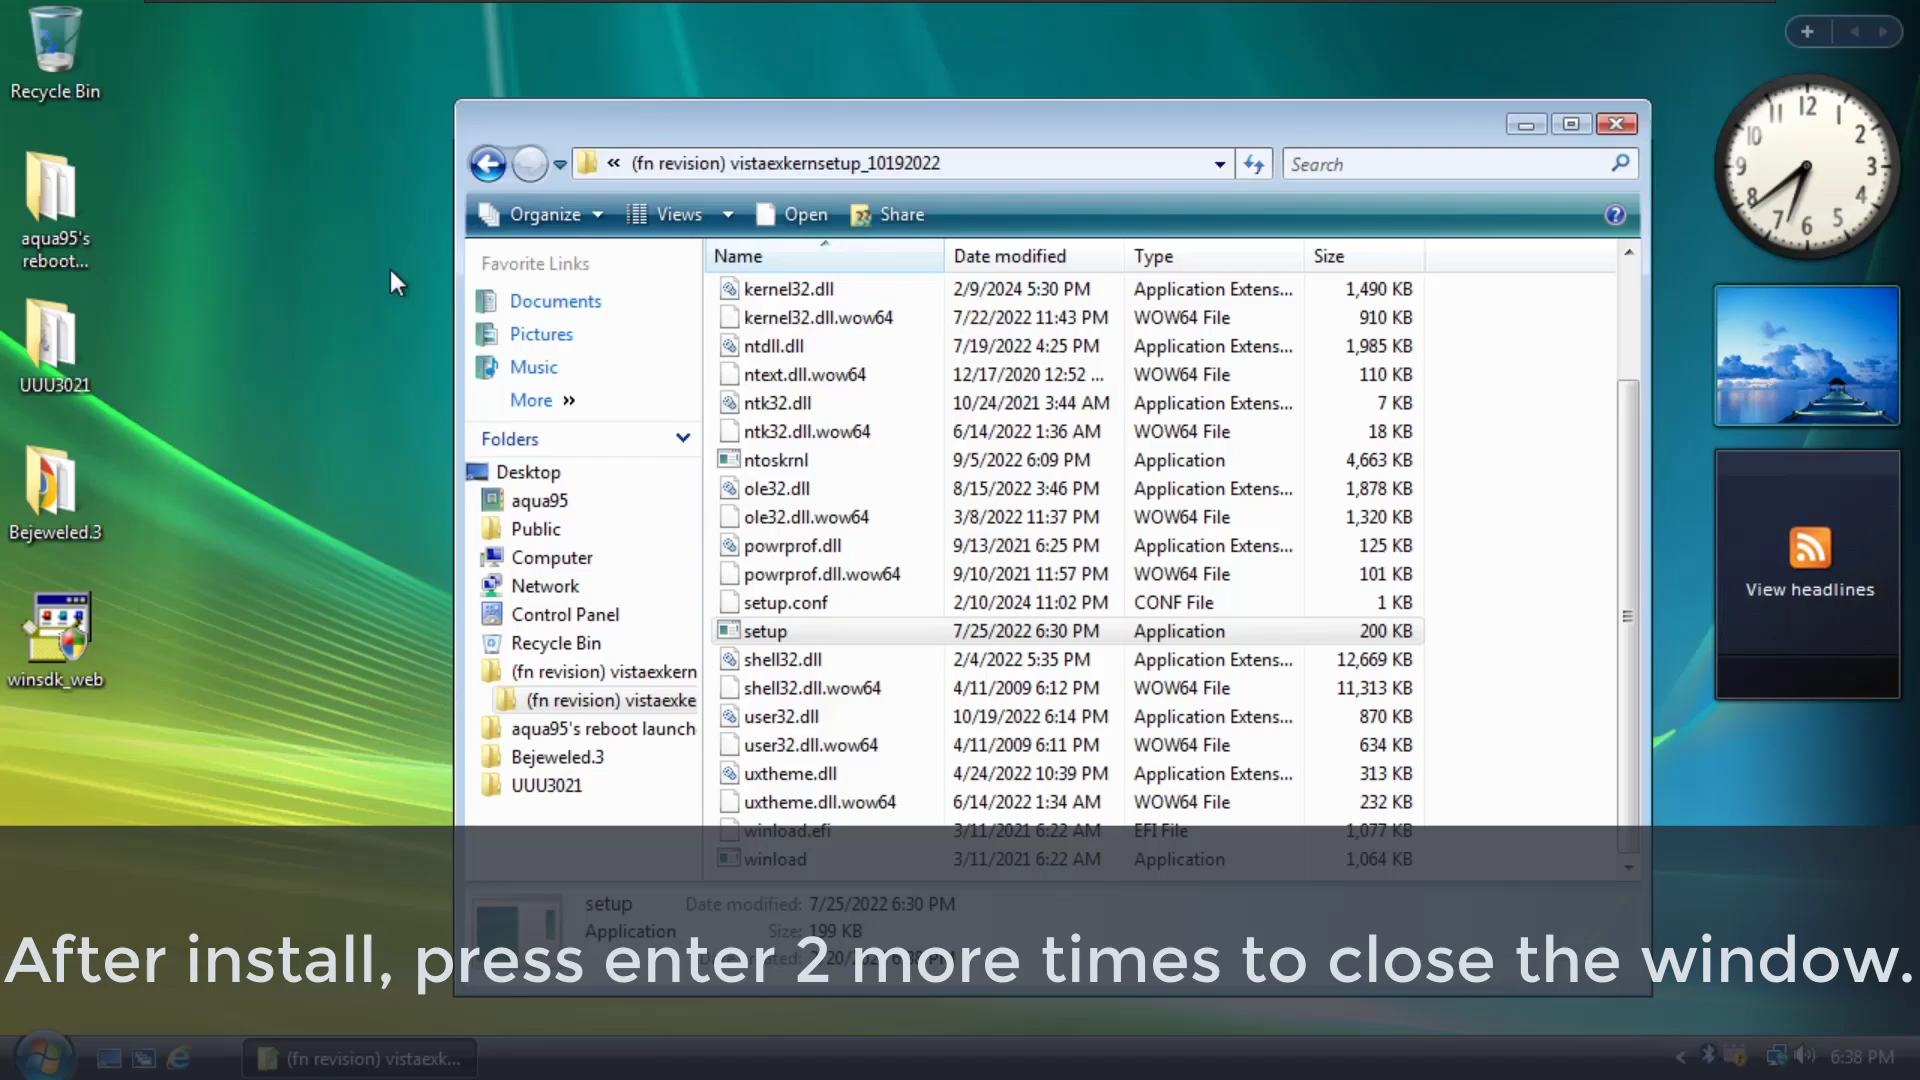 Recycle Bin
aqua95's
reboot...
UUU3021
Bejeweled.3
winsdk_web
(fn revision) vistaexkernsetup_10192022
Search
Organize
Views
Open
Share
Favorite Links
Documents
Pictures
Music
More
Folders
Desktop
aqua95
Public
Computer
Network
Control Panel
Recycle Bin
(fn revision) vistaexkern
(fn revision) vistaexke
aqua95's reboot launch
Bejeweled.3
UUU3021
Name Date modified Type Size
kernel32.dll 2/9/2024 5:30 PM Application Extens... 1,490 KB
kernel32.dll.wow64 7/22/2022 11:43 PM WOW64 File 910 KB
ntdll.dll 7/19/2022 4:25 PM Application Extens... 1,985 KB
ntext.dll.wow64 12/17/2020 12:52 ... WOW64 File 110 KB
ntk32.dll 10/24/2021 3:44 AM Application Extens... 7 KB
ntk32.dll.wow64 6/14/2022 1:36 AM WOW64 File 18 KB
ntoskrnl 9/5/2022 6:09 PM Application 4,663 KB
ole32.dll 8/15/2022 3:46 PM Application Extens... 1,878 KB
ole32.dll.wow64 3/8/2022 11:37 PM WOW64 File 1,320 KB
powrprof.dll 9/13/2021 6:25 PM Application Extens... 125 KB
powrprof.dll.wow64 9/10/2021 11:57 PM WOW64 File 101 KB
setup.conf 2/10/2024 11:02 PM CONF File 1 KB
setup 7/25/2022 6:30 PM Application 200 KB
shell32.dll 2/4/2022 5:35 PM Application Extens... 12,669 KB
shell32.dll.wow64 4/11/2009 6:12 PM WOW64 File 11,313 KB
user32.dll 10/19/2022 6:14 PM Application Extens... 870 KB
user32.dll.wow64 4/11/2009 6:11 PM WOW64 File 634 KB
uxtheme.dll 4/24/2022 10:39 PM Application Extens... 313 KB
uxtheme.dll.wow64 6/14/2022 1:34 AM WOW64 File 232 KB
winload.efi 3/11/2021 6:22 AM EFI File 1,077 KB
winload 3/11/2021 6:22 AM Application 1,064 KB
setup Date modified: 7/25/2022 6:30 PM
Application Size: 199 KB
After install, press enter 2 more times to close the window.
12
1
2
3
4
5
6
7
8
9
10
11
View headlines
(fn revision) vistaexk...
6:38 PM